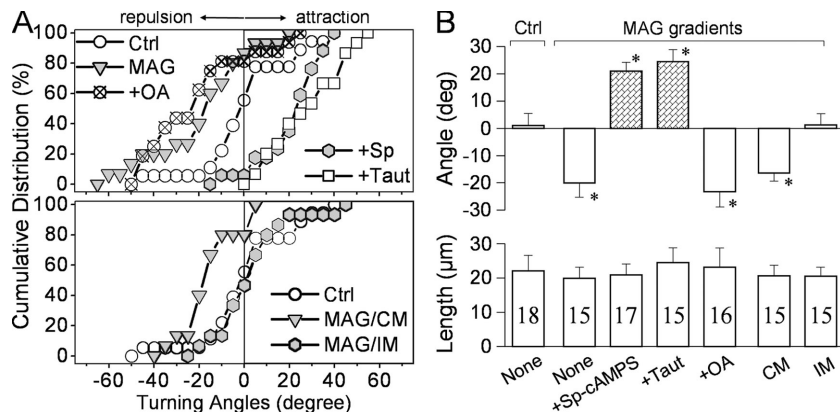 A
repulsion
attraction
Ctrl
MAG
+OA
+Sp
+Taut
100
80
60
40
20
0
Ctrl
MAG/CM
MAG/IM
100
80
60
40
20
0
Cumulative Distribution (%)
-60 -40 -20 0 20 40 60
Turning Angles (degree)
B
Ctrl
MAG gradients
30
20
10
0
-10
-20
-30
Angle (deg)
* * * * *
40
30
20
10
0
Length (µm)
18 15 17 15 16 15 15
None None +Sp-cAMPS +Taut +OA CM IM